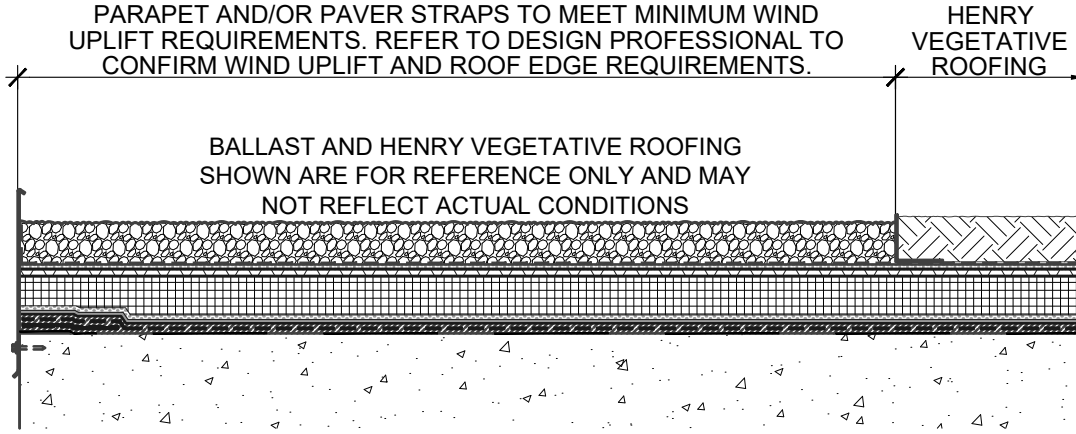 PARAPET AND/OR PAVER STRAPS TO MEET MINIMUM WIND
UPLIFT REQUIREMENTS. REFER TO DESIGN PROFESSIONAL TO
CONFIRM WIND UPLIFT AND ROOF EDGE REQUIREMENTS.
HENRY
VEGETATIVE
ROOFING
BALLAST AND HENRY VEGETATIVE ROOFING
SHOWN ARE FOR REFERENCE ONLY AND MAY
NOT REFLECT ACTUAL CONDITIONS